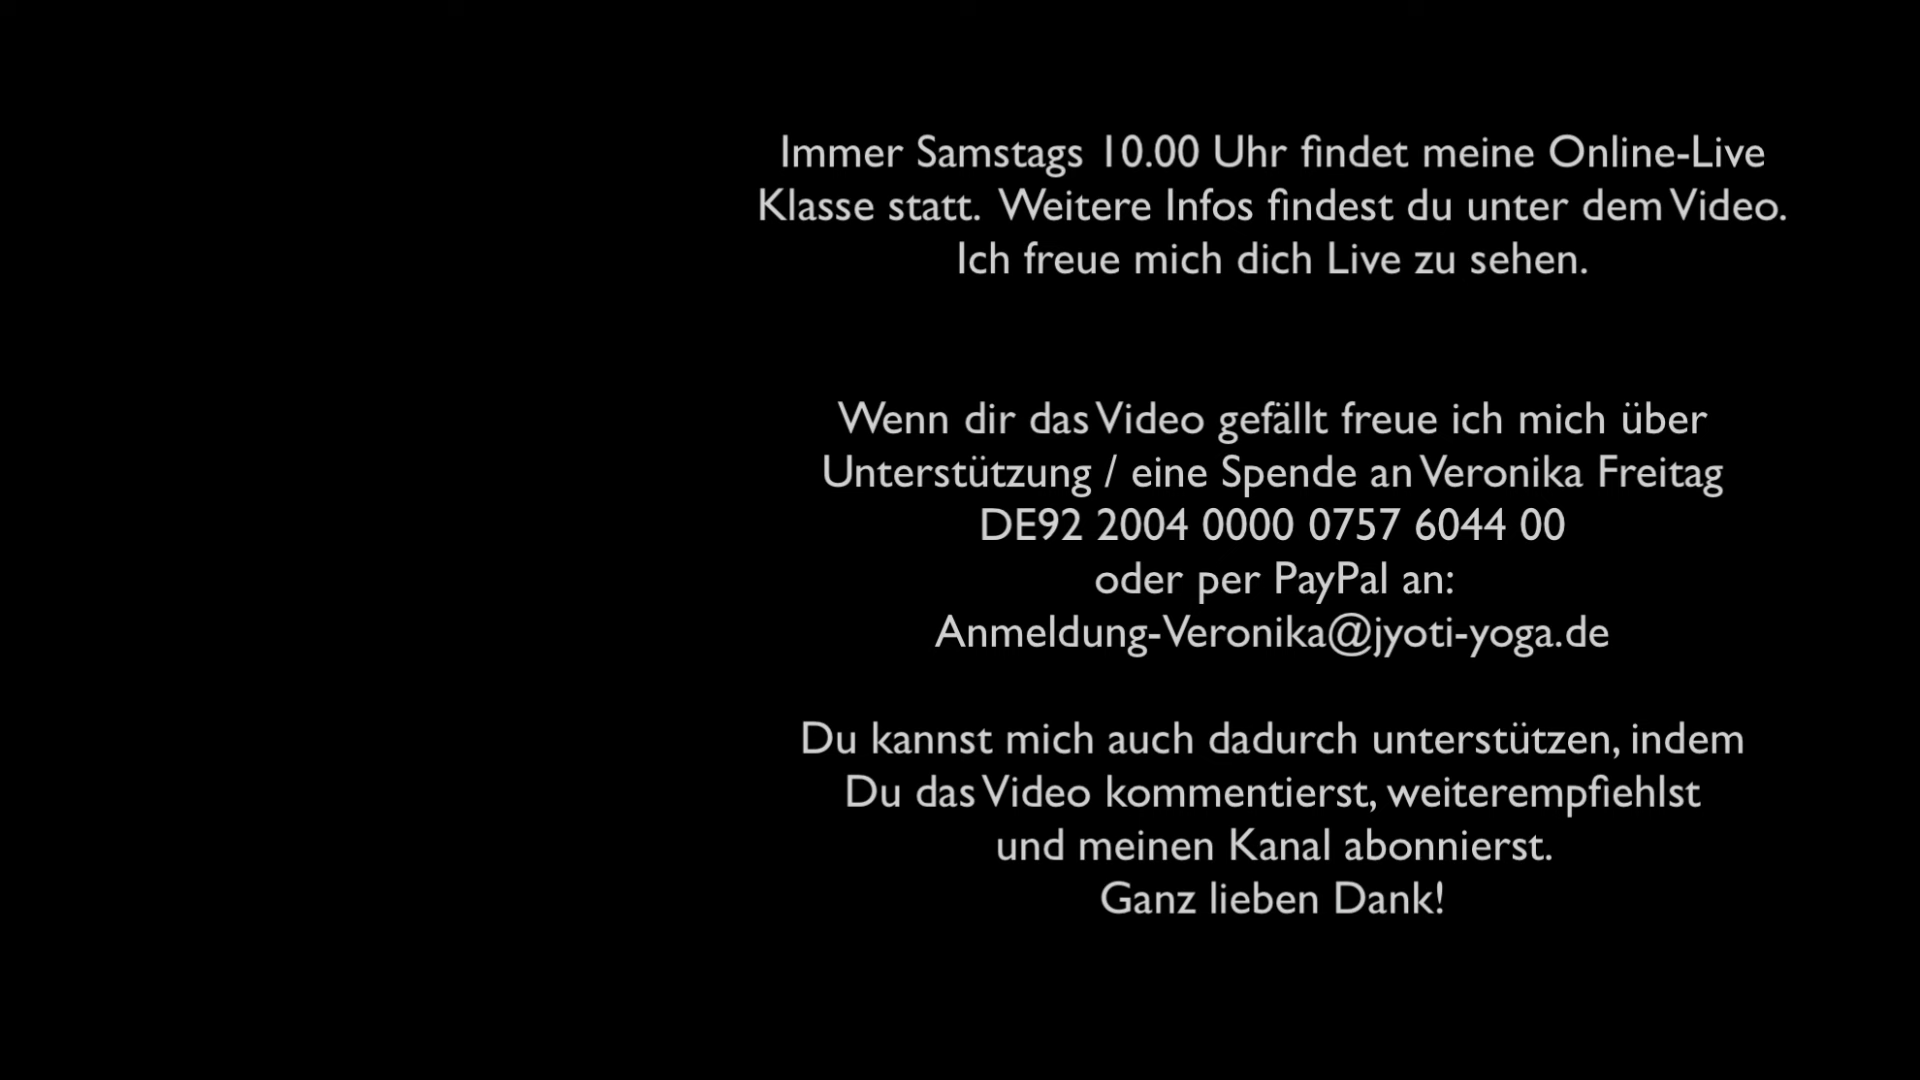 Immer Samstags 10.00 Uhr findet meine Online-Live
Klasse statt. Weitere Infos findest du unter dem Video.
Ich freue mich dich Live zu sehen.
Wenn dir das Video gefällt freue ich mich über
Unterstützung / eine Spende an Veronika Freitag
DE92 2004 0000 0757 6044 00
oder per PayPal an:
Anmeldung-Veronika@jyoti-yoga.de
Du kannst mich auch dadurch unterstützen, indem
Du das Video kommentierst, weiterempfiehlst
und meinen Kanal abonnierst.
Ganz lieben Dank!